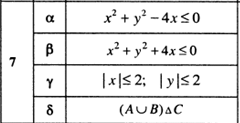 α x² + y² − 4x ≤ 0
β x² + y² + 4x ≤ 0
7
γ |x| ≤ 2; |y| ≤ 2
δ (A∪B)△C